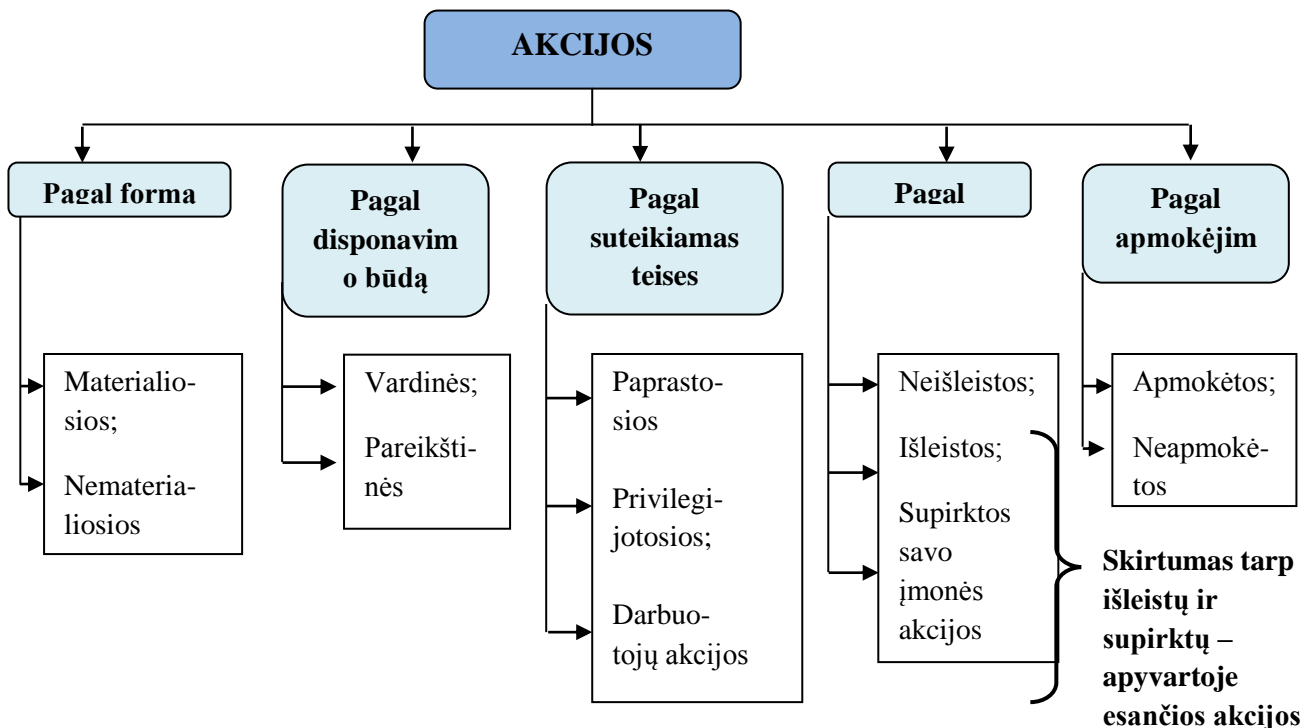 AKCIJOS
Pagal forma
Pagal
disponavim
o būdą
Pagal
suteikiamas
teises
Pagal
Pagal
apmokėjim
Materialio-
sios;
Nemateria-
liosios
Vardinės;
Pareikšti-
nės
Paprasto-
sios
Privilegi-
jotosios;
Darbuo-
tojų akcijos
Neišleistos;
Išleistos;
Supirktos
savo
įmonės
akcijos
Apmokėtos;
Neapmokė-
tos
Skirtumas tarp
išleistų ir
supirktų –
apyvartoje
esančios akcijos